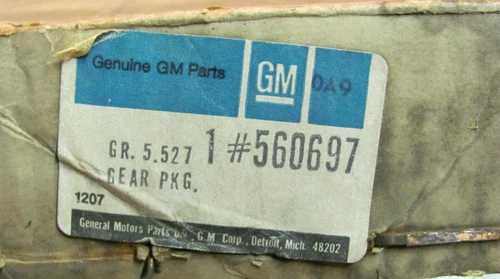 Genuine GM Parts
GM
0A9
GR. 5.527 1 #560697
GEAR PKG.
1207
General Motors Parts Div., G.M. Corp., Detroit, Mich. 48202